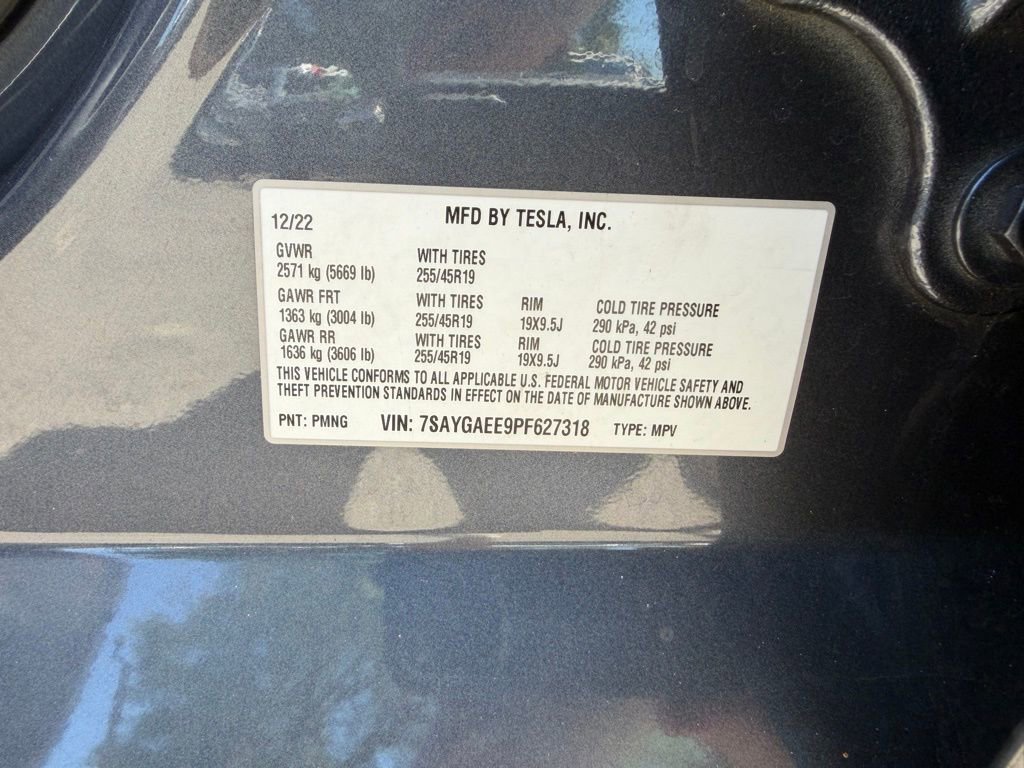 12/22 MFD BY TESLA, INC.
GVWR WITH TIRES
2571 kg (5669 lb) 255/45R19
GAWR FRT WITH TIRES RIM COLD TIRE PRESSURE
1363 kg (3004 lb) 255/45R19 19X9.5J 290 kPa, 42 psi
GAWR RR WITH TIRES RIM COLD TIRE PRESSURE
1636 kg (3606 lb) 255/45R19 19X9.5J 290 kPa, 42 psi
THIS VEHICLE CONFORMS TO ALL APPLICABLE U.S. FEDERAL MOTOR VEHICLE SAFETY AND
THEFT PREVENTION STANDARDS IN EFFECT ON THE DATE OF MANUFACTURE SHOWN ABOVE.
PNT: PMNG VIN: 7SAYGAEE9PF627318 TYPE: MPV